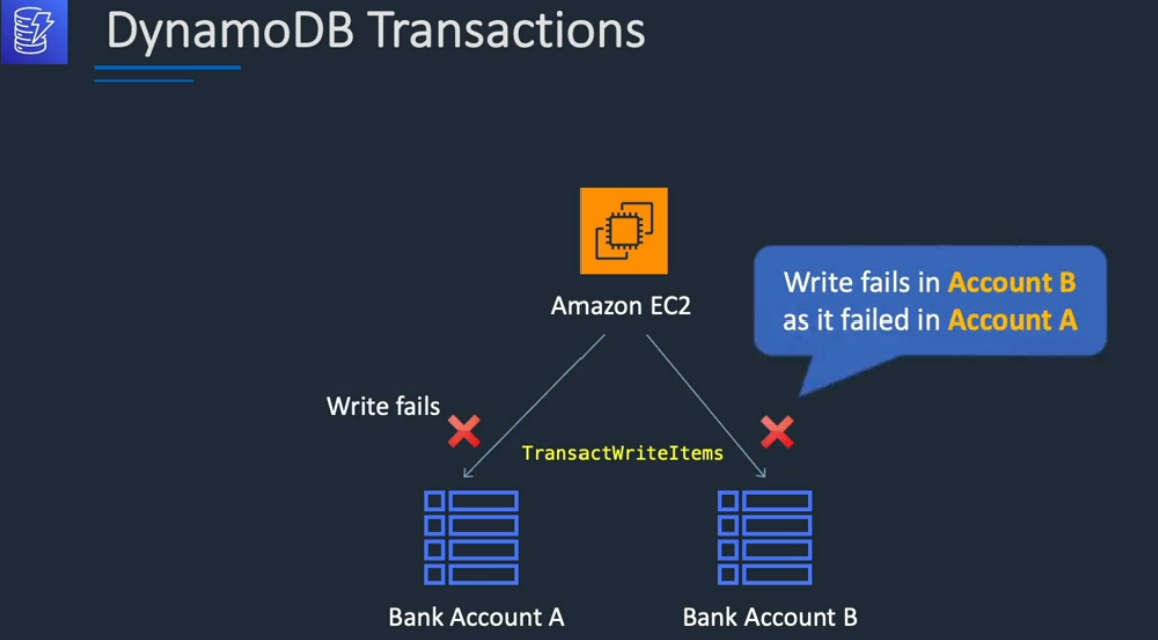 DynamoDB Transactions
Amazon EC2
Write fails in Account B
as it failed in Account A
Write fails
TransactWriteItems
Bank Account A
Bank Account B